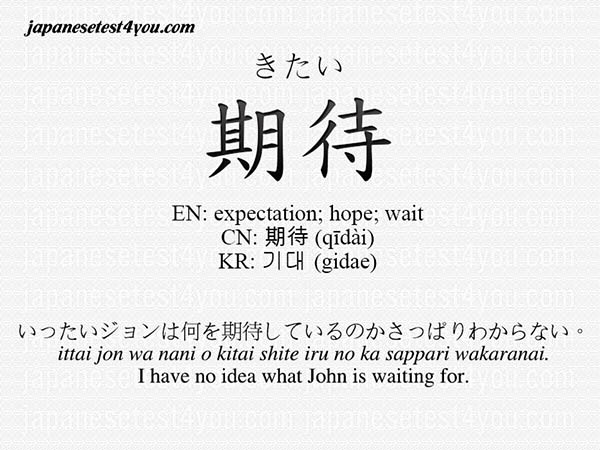 japanesetest4you.com
きたい
期待
EN: expectation; hope; wait
CN: 期待 (qīdài)
KR: 기대 (gidae)
いったいジョンは何を期待しているのかさっぱりわからない。
ittai jon wa nani o kitai shite iru no ka sappari wakaranai.
I have no idea what John is waiting for.